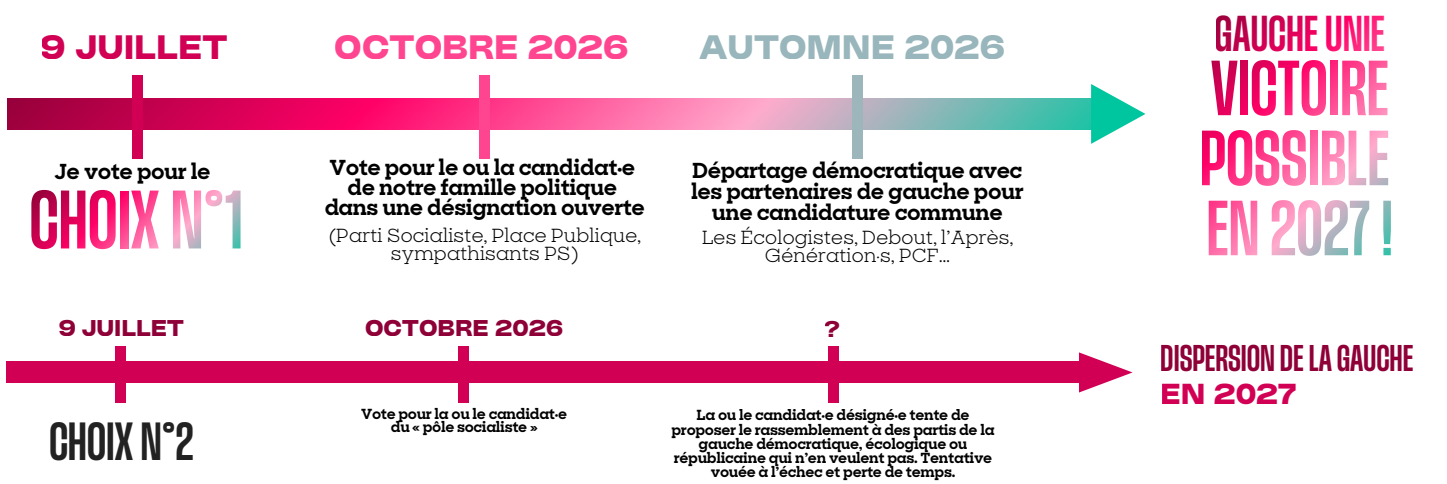 9 JUILLET
Je vote pour le
CHOIX N°1
OCTOBRE 2026
Vote pour le ou la candidat·e
de notre famille politique
dans une désignation ouverte
(Parti Socialiste, Place Publique,
sympathisants PS)
AUTOMNE 2026
Départage démocratique avec
les partenaires de gauche pour
une candidature commune
Les Écologistes, Debout, l’Après,
Génération·s, PCF...
GAUCHE UNIE
VICTOIRE
POSSIBLE
EN 2027 !
9 JUILLET
CHOIX N°2
OCTOBRE 2026
Vote pour la ou le candidat·e
du « pôle socialiste »
?
La ou le candidat·e désigné·e tente de
proposer le rassemblement à des partis de la
gauche démocratique, écologique ou
républicaine qui n’en veulent pas. Tentative
vouée à l’échec et perte de temps.
DISPERSION DE LA GAUCHE
EN 2027